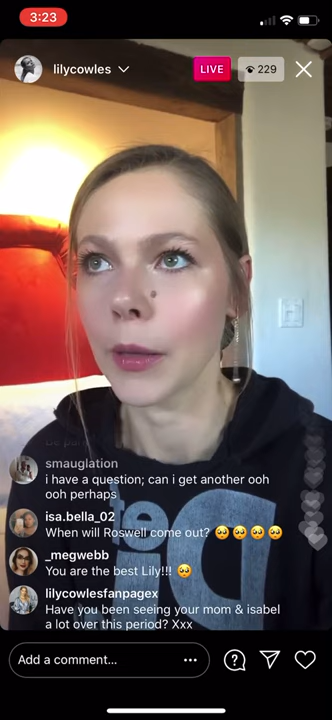 3:23
lilycowles
LIVE
229
smauglation
i have a question; can i get another ooh
ooh perhaps
isa.bella_02
When will Roswell come out? 🥺🥺🥺🥺
_megwebb
You are the best Lily!!! 🥺
lilycowlesfanpagex
Have you been seeing your mom & isabel
a lot over this period? Xxx
Add a comment...